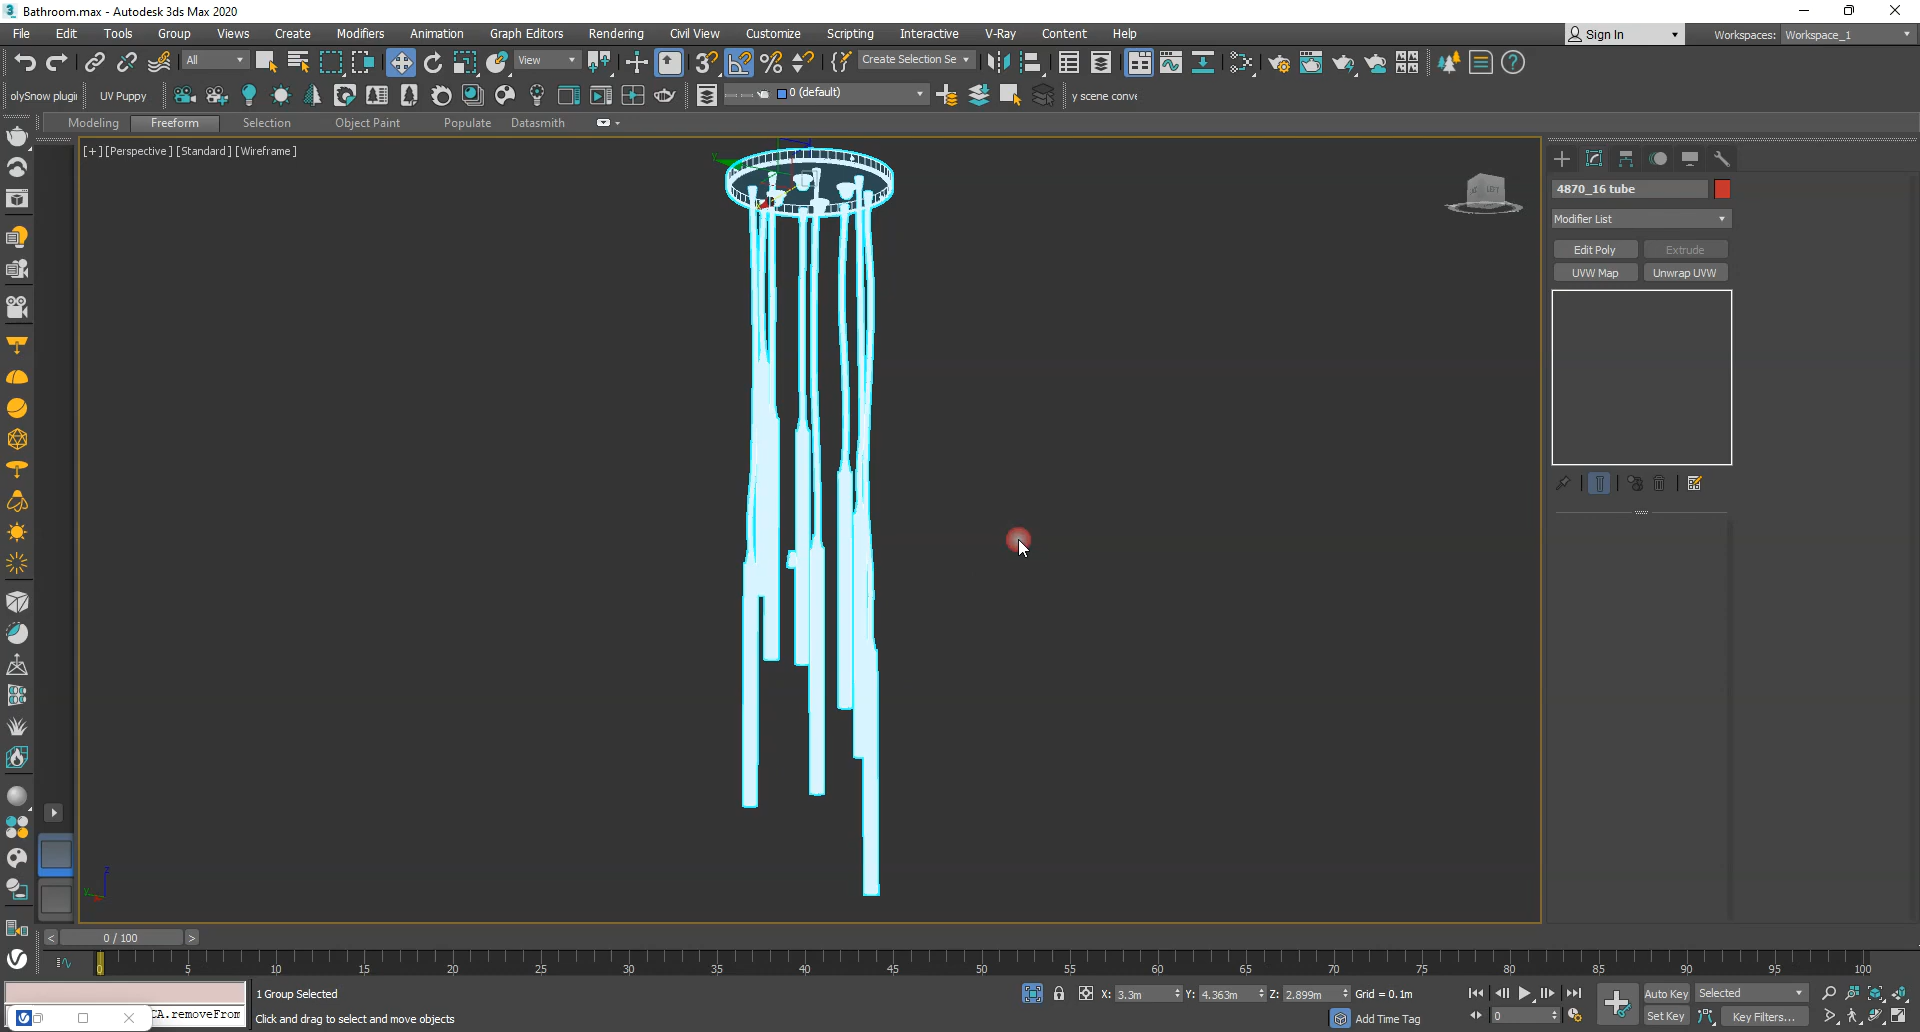 Bathroom.max - Autodesk 3ds Max 2020
File Edit Tools Group Views Create Modifiers Animation Graph Editors Rendering Civil View Customize Scripting Interactive V-Ray Content Help
Sign In Workspaces: Workspace_1
All View Create Selection Se
olySnow plugi UV Puppy 0 (default) y scene conve
Modeling Freeform Selection Object Paint Populate Datasmith
[+] [Perspective ] [Standard ] [Wireframe ]
4870_16 tube
Modifier List
Edit Poly Extrude
UVW Map Unwrap UVW
< 0 / 100 >
0 5 10 15 20 25 30 35 40 45 50 55 60 65 70 75 80 85 90 95 100
1 Group Selected X: 3.3m Y: 4.363m Z: 2.899m Grid = 0.1m Auto Key Selected
CA.removeFrom Click and drag to select and move objects Add Time Tag 0 Set Key Key Filters...